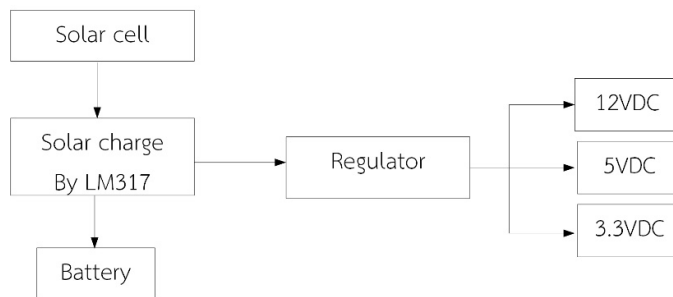 Solar cell
Solar charge
By LM317
Battery
Regulator
12VDC
5VDC
3.3VDC